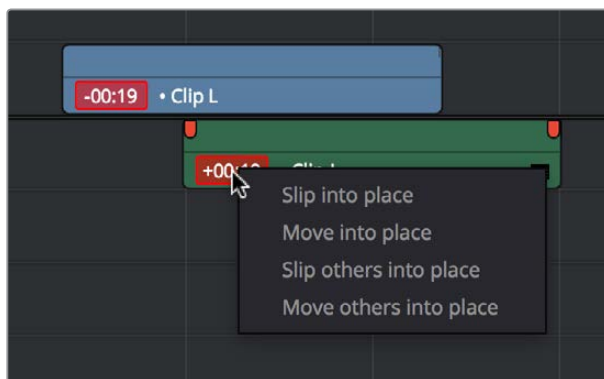 -00:19 • Clip L
Slip into place
Move into place
Slip others into place
Move others into place